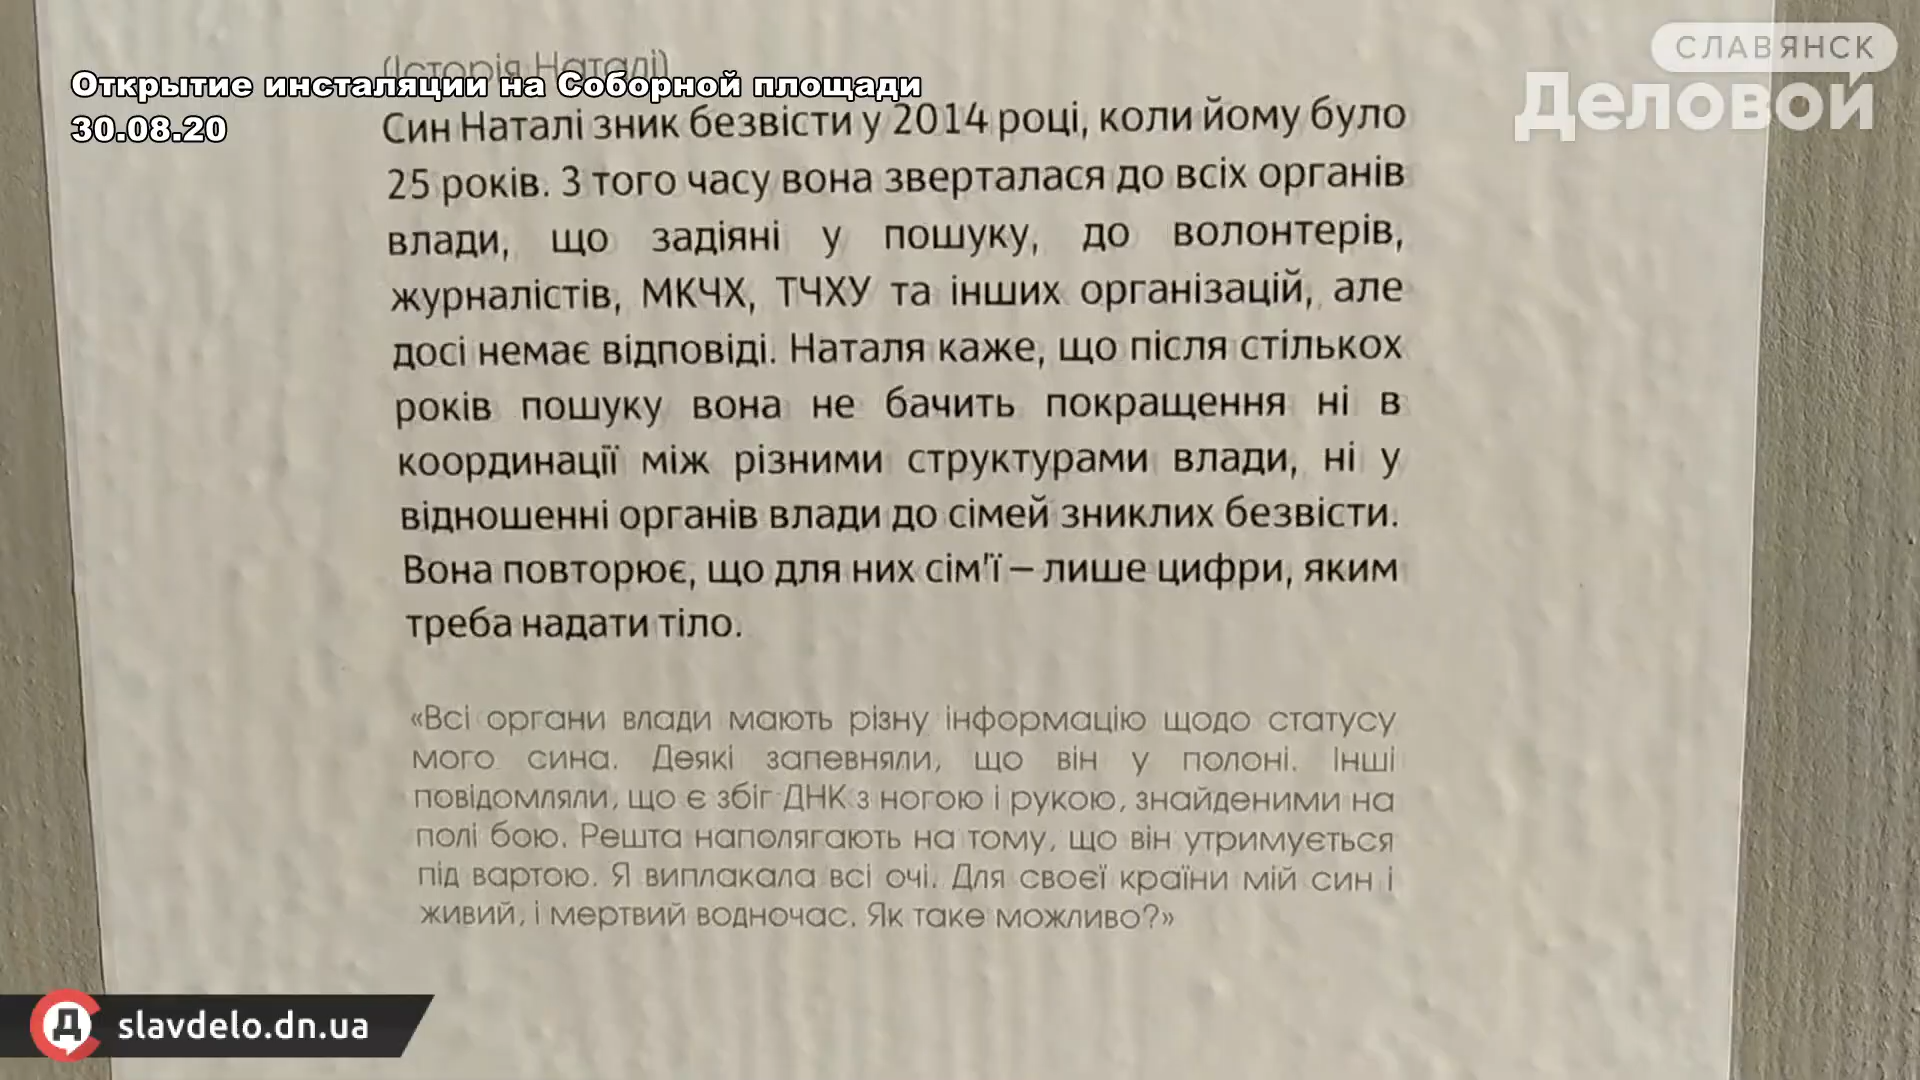 (Історія Наталі)
Открытие инсталяции на Соборной площади
30.08.20
СЛАВЯНСК
Деловой
Син Наталі зник безвісти у 2014 році, коли йому було
25 років. З того часу вона зверталася до всіх органів
влади, що задіяні у пошуку, до волонтерів,
журналістів, МКЧХ, ТЧХУ та інших організацій, але
досі немає відповіді. Наталя каже, що після стількох
років пошуку вона не бачить покращення ні в
координації між різними структурами влади, ні у
відношенні органів влади до сімей зниклих безвісти.
Вона повторює, що для них сім'ї – лише цифри, яким
треба надати тіло.
«Всі органи влади мають різну інформацію щодо статусу
мого сина. Деякі запевняли, що він у полоні. Інші
повідомляли, що є збіг ДНК з ногою і рукою, знайденими на
полі бою. Решта наполягають на тому, що він утримується
під вартою. Я виплакала всі очі. Для своєї країни мій син і
живий, і мертвий водночас. Як таке можливо?»
Д slavdelo.dn.ua